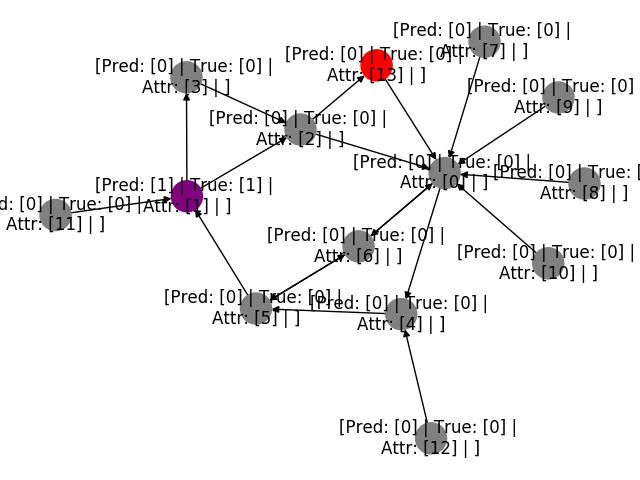 [Pred: [0] | True: [0] |
Attr: [7] | ]
[Pred: [0] | True: [0] |
Attr: [13] | ]
[Pred: [0] | True: [0] |
Attr: [3] | ]
[Pred: [0] | True: [0]
Attr: [9] | ]
[Pred: [0] | True: [0] |
Attr: [2] | ]
[Pred: [0] | True: [0] |
Attr: [0] | ]
[Pred: [0] | True: [
Attr: [8] | ]
[Pred: [1] | True: [1] |
Attr: [1] | ]
d: [0] | True: [0] |
Attr: [11] | ]
[Pred: [0] | True: [0] |
Attr: [6] | ]
[Pred: [0] | True: [0] |
Attr: [10] | ]
[Pred: [0] | True: [0] |
Attr: [5] | ]
[Pred: [0] | True: [0] |
Attr: [4] | ]
[Pred: [0] | True: [0] |
Attr: [12] | ]